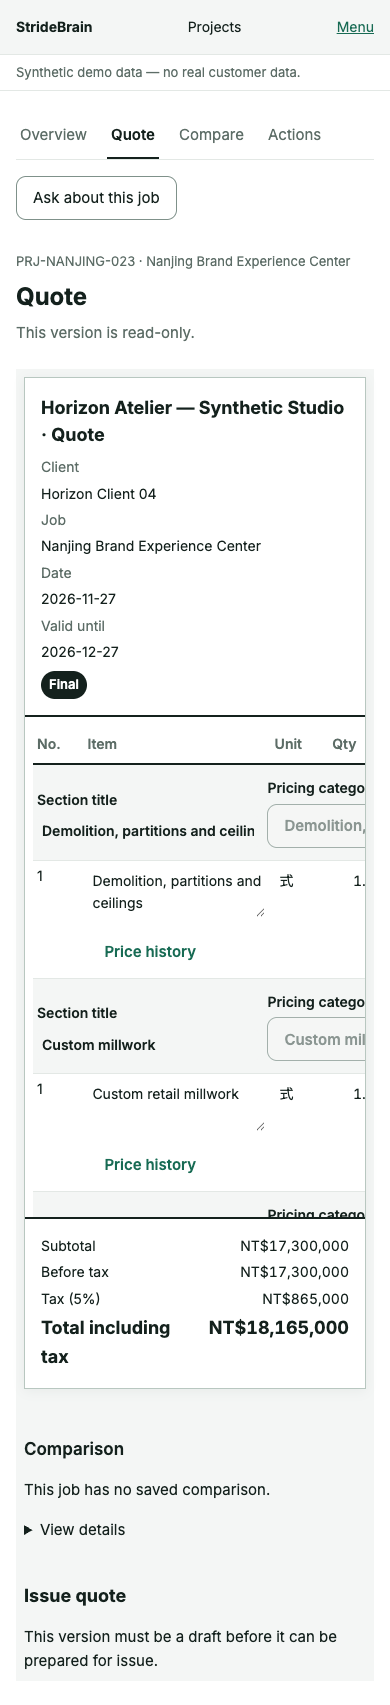 StrideBrain Projects Menu
Synthetic demo data — no real customer data.
Overview Quote Compare Actions
Ask about this job
PRJ-NANJING-023 · Nanjing Brand Experience Center
Quote
This version is read-only.
Horizon Atelier — Synthetic Studio
· Quote
Client
Horizon Client 04
Job
Nanjing Brand Experience Center
Date
2026-11-27
Valid until
2026-12-27
Final
No. Item Unit Qty
Section title
Pricing catego
Demolition, partitions and ceilin
Demolition,
1 Demolition, partitions and 式 1.
ceilings
Price history
Section title
Pricing catego
Custom millwork
Custom mil
1 Custom retail millwork 式 1.
Price history
Pricing catego
Subtotal NT$17,300,000
Before tax NT$17,300,000
Tax (5%) NT$865,000
Total including NT$18,165,000
tax
Comparison
This job has no saved comparison.
View details
Issue quote
This version must be a draft before it can be
prepared for issue.